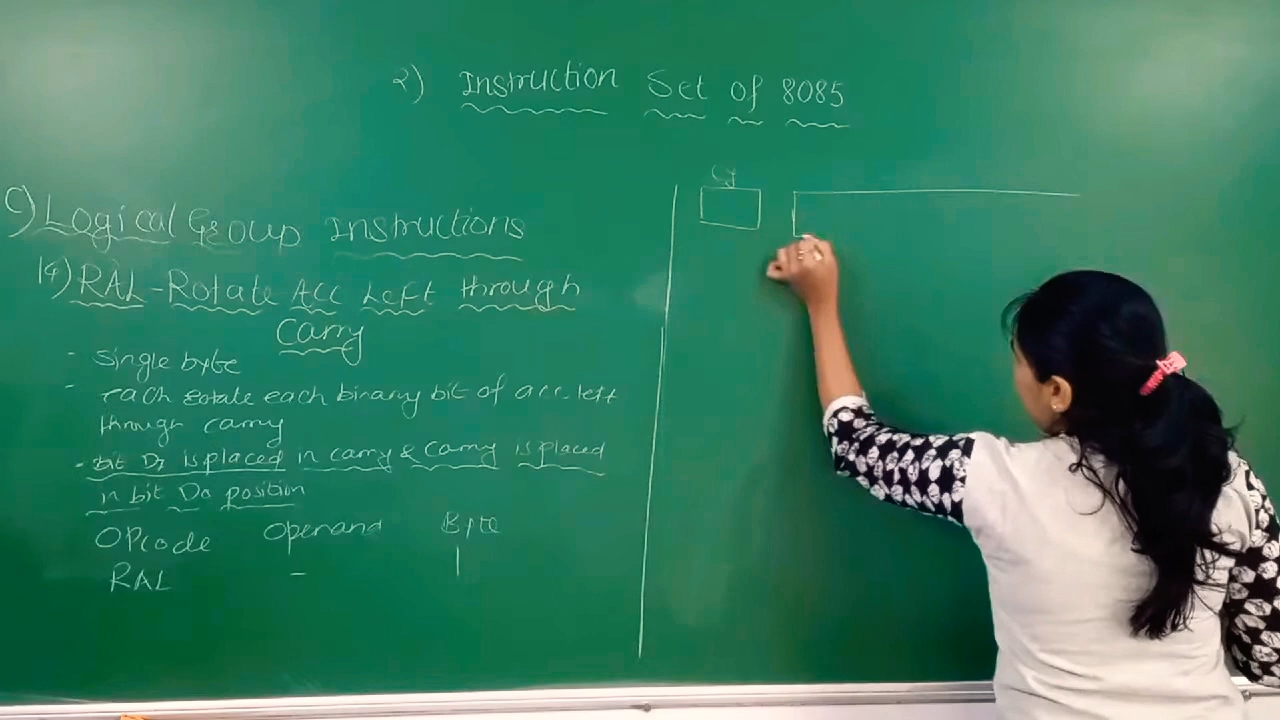 2) Instruction Set of 8085
C) Logical Group Instructions
14) RAL - Rotate Acc Left through
Carry
- Single byte
- each rotate each binary bit of acc. left
through carry
- bit D7 is placed in carry & carry is placed
in bit D0 position
Opcode Operand Byte
RAL - 1
Cy